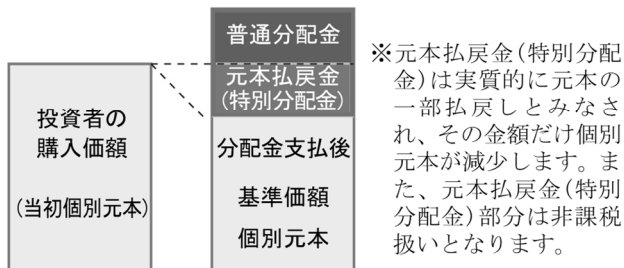 投資者の
購入価額
(当初個別元本)
普通分配金
元本払戻金
(特別分配金)
分配金支払後
基準価額
個別元本
※元本払戻金(特別分配
金)は実質的に元本の
一部払戻しとみなさ
れ、その金額だけ個別
元本が減少します。ま
た、元本払戻金(特別
分配金)部分は非課税
扱いとなります。